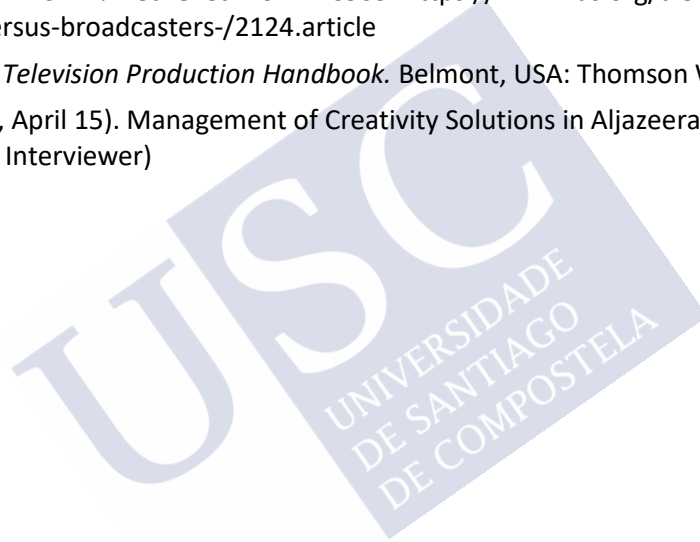 ersus-broadcasters-/2124.article
Television Production Handbook. Belmont, USA: Thomson
, April 15). Management of Creativity Solutions in Aljazeera
Interviewer)
USC
UNIVERSIDADE
DE SANTIAGO
DE COMPOSTELA